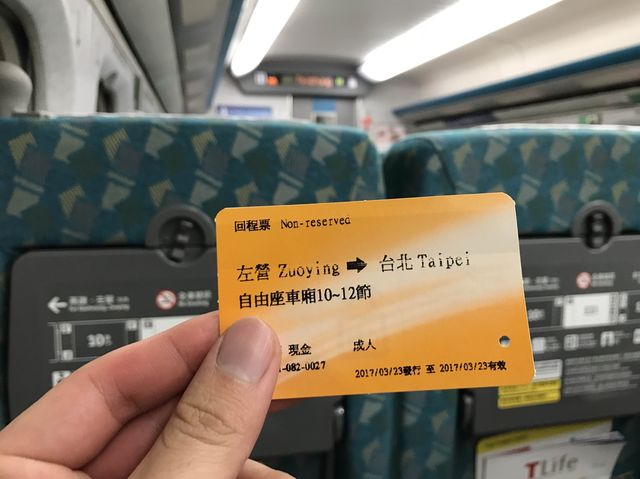 回程票 Non-reserved
左營 Zuoying ➡ 台北 Taipei
自由座車廂10~12節
現金 成人
-082-0027
2017/03/23發行 至 2017/03/23有效
TLife